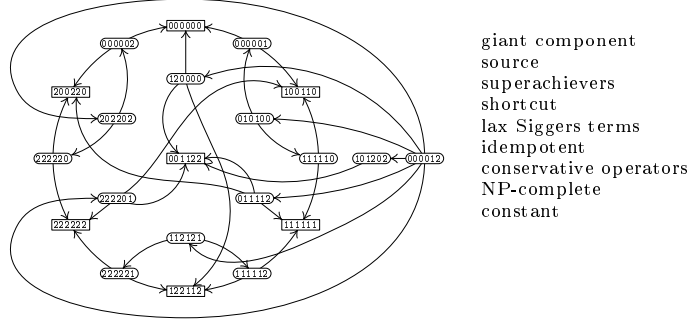 000000
000002
000001
120000
200220
100110
202202
010100
222220
001122
111110
101202
000012
222201
011112
222222
111111
112121
222221
111112
122112
giant component
source
superachievers
shortcut
lax Siggers terms
idempotent
conservative operators
NP-complete
constant